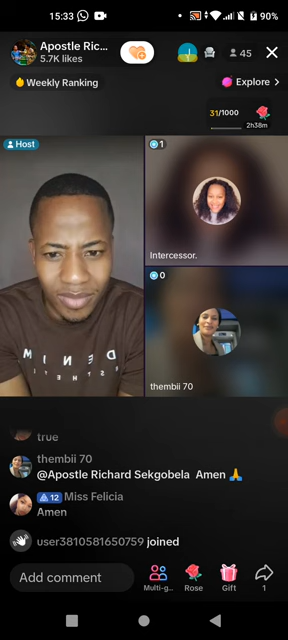 15:33
90%
Apostle Ric...
5.7K likes
45
Weekly Ranking
Explore
31/1000
2h38m
Host
1
Intercessor.
0
thembii 70
true
thembii 70
@Apostle Richard Sekgobela Amen 🙏
12 Miss Felicia
Amen
user3810581650759 joined
Add comment
Multi-g...
Rose
Gift
1